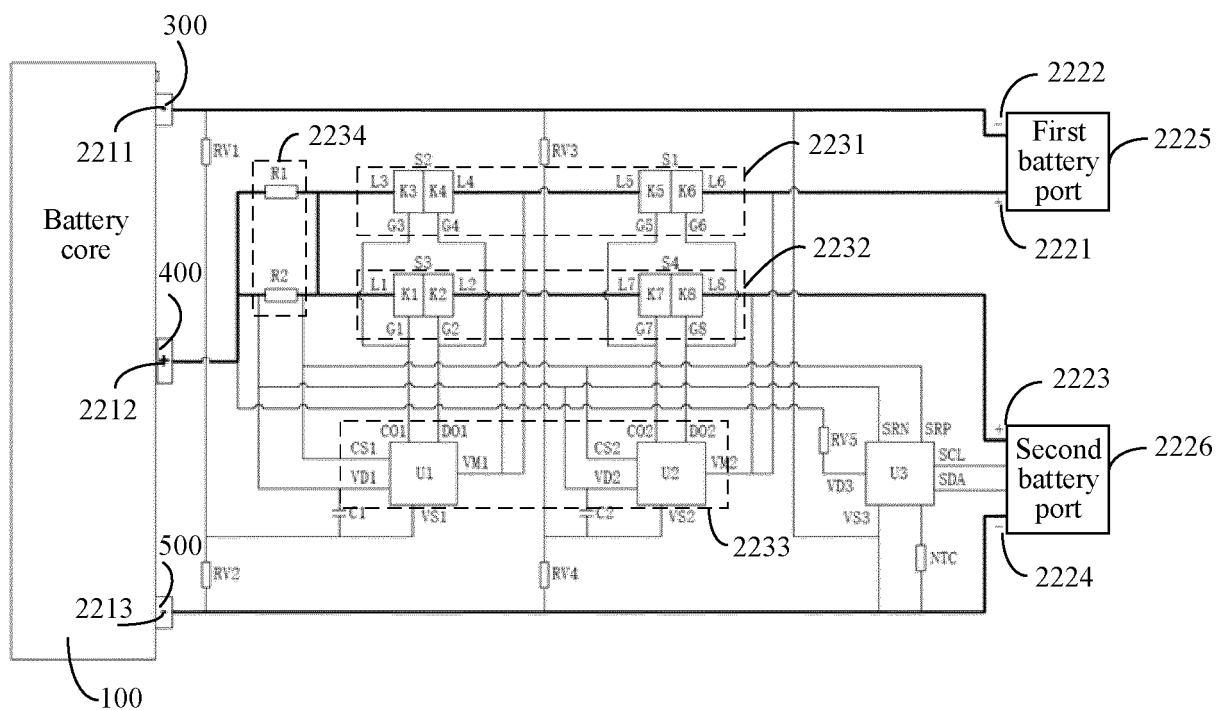 300
2222
2211
-
2234
2231
First
battery
port
2225
RV1
RV3
R1
S2
S1
L3
K3
K4
L4
L5
K5
K6
L6
+
2221
G3
G4
G5
G6
Battery
core
2232
400
R2
S3
S4
L1
K1
K2
L2
L7
K7
K8
L8
G1
G2
G7
G8
+
2212
2223
CO1
DO1
CO2
DO2
SRN
SRP
+
CS1
CS2
RV5
SCL
Second
battery
port
2226
VD1
U1
VM1
VD2
U2
VM2
VD3
U3
SDA
C1
VS1
C2
VS2
VS3
-
2233
500
RV2
RV4
NTC
2224
2213
-
100